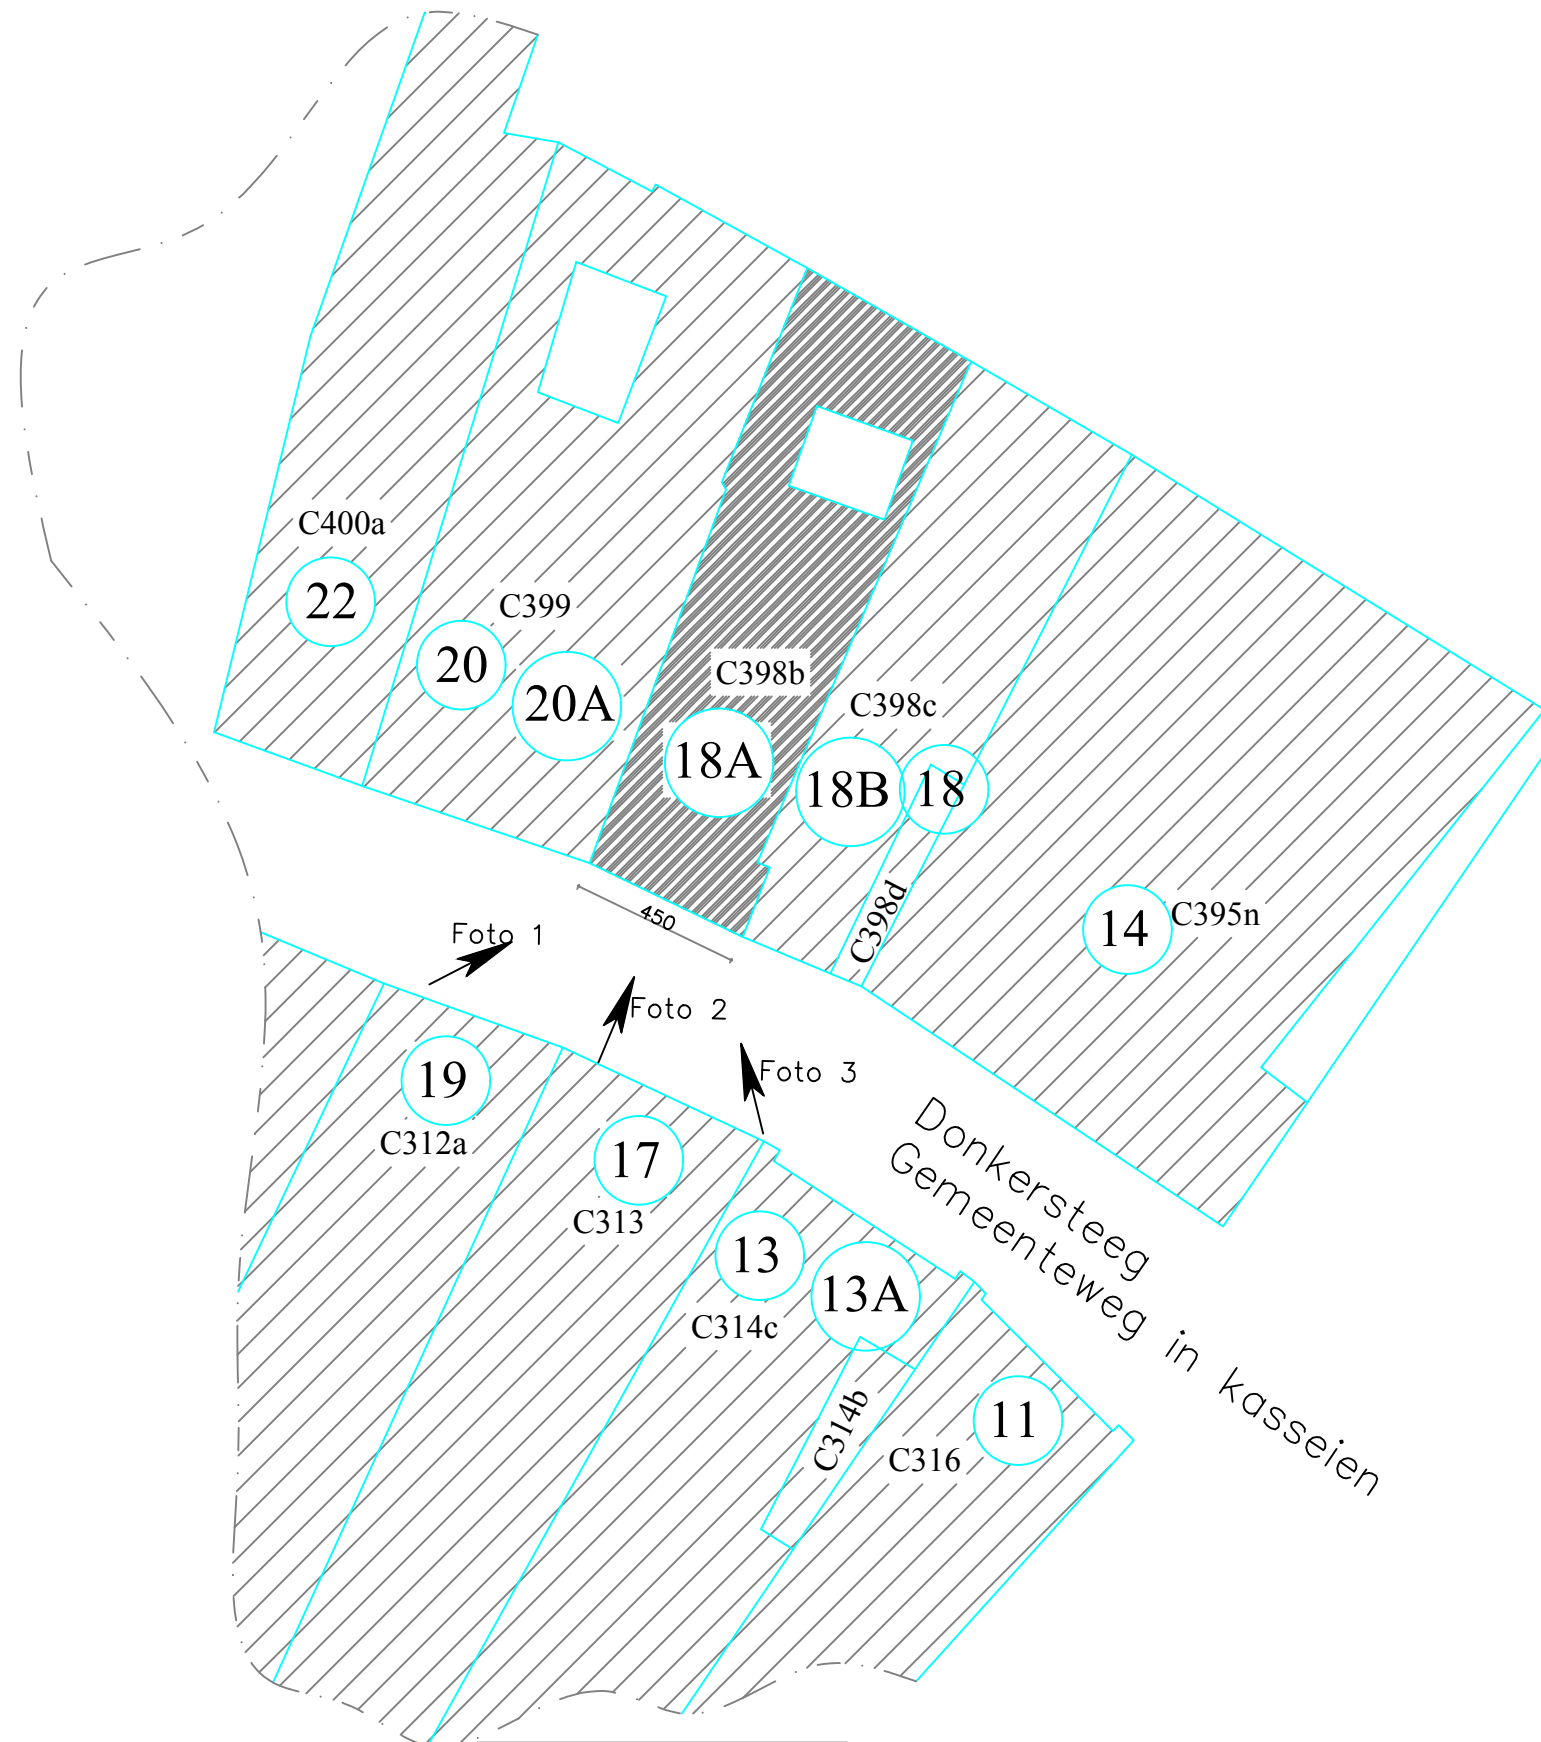 C400a
22
C399
20
20A
C398b
18A
C398c
18B
18
C398d
14
C395n
450
Foto 1
Foto 2
Foto 3
19
C312a
17
C313
13
C314c
13A
C314b
C316
11
Donkersteeg
Gemeenteweg in kasseien